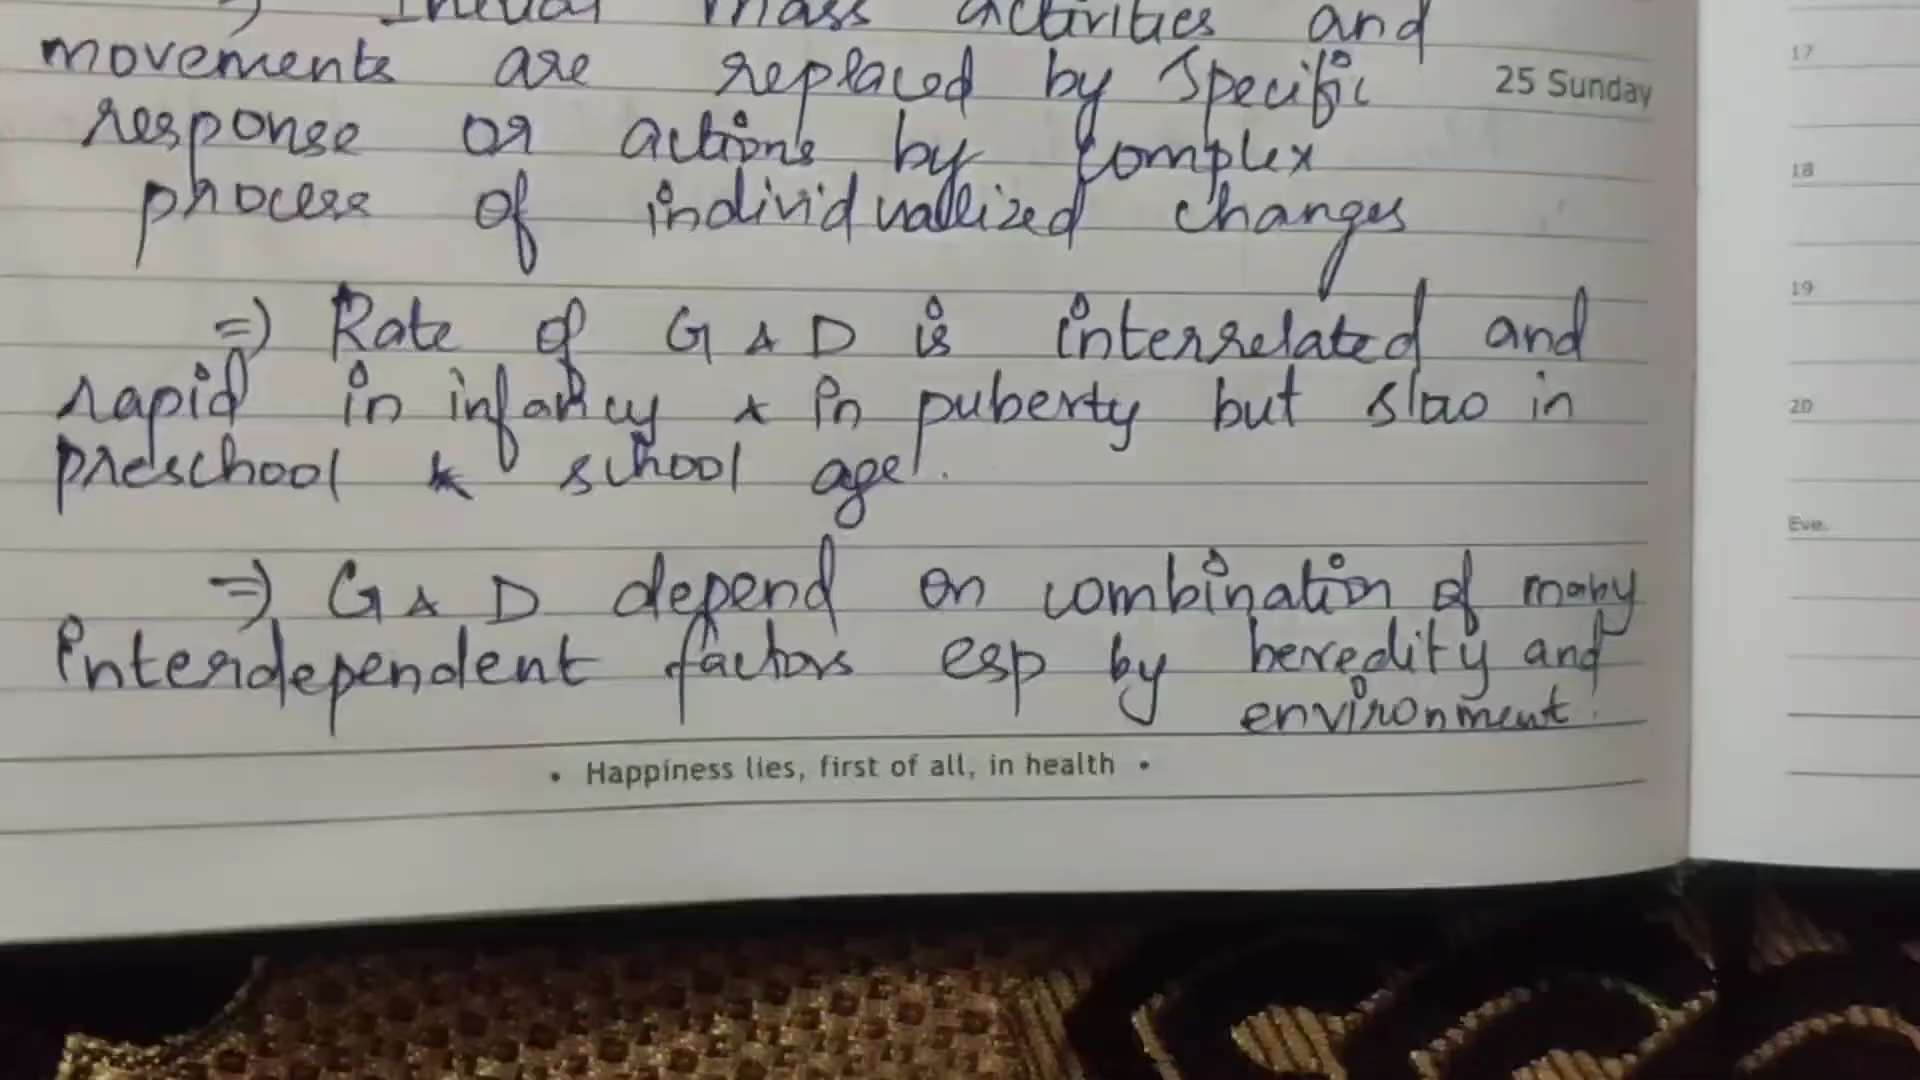 => Initial mass activities and
movements are replaced by specific
25 Sunday
response or actions by complex
process of individuallized changes
=> Rate of G & D is interrelated and
rapid in infancy & in puberty but slao in
preschool & school age.
=> G & D depend on combination of many
interdependent factors esp by heredity and
environment.
• Happiness lies, first of all, in health •
17
18
19
20
Eve.